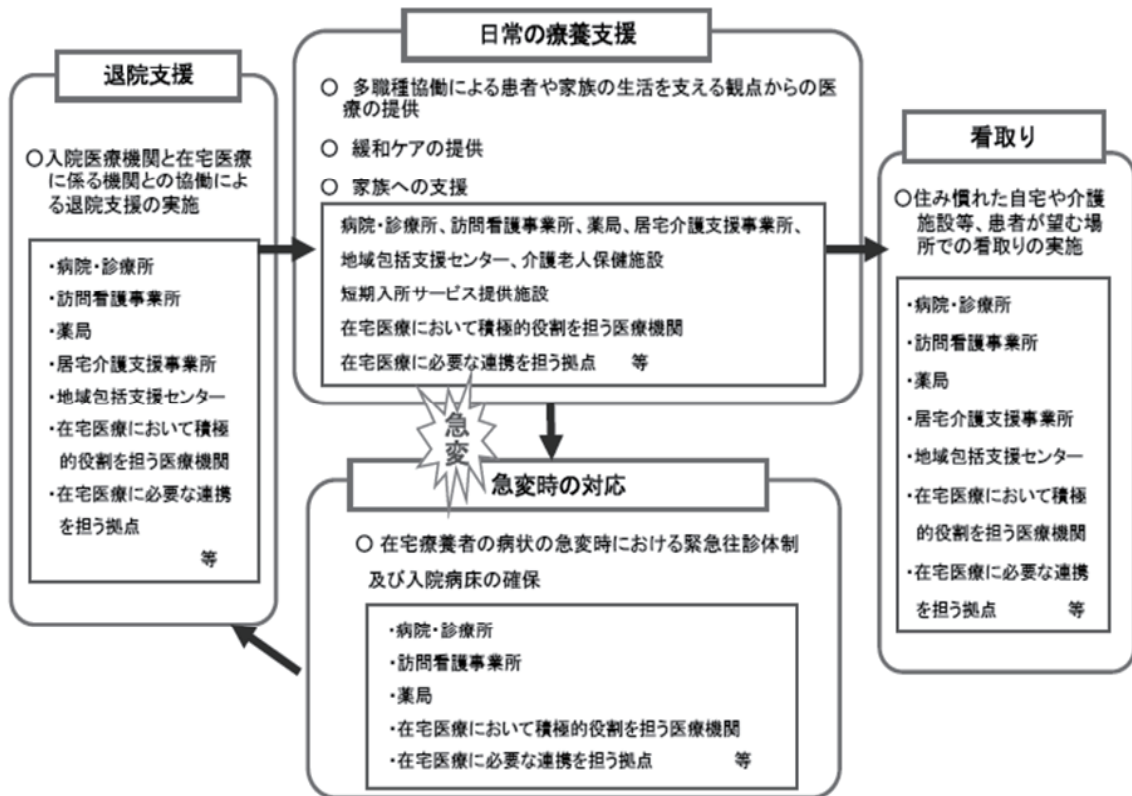 退院支援
○入院医療機関と在宅医療
に係る機関との協働によ
る退院支援の実施
・病院・診療所
・訪問看護事業所
・薬局
・居宅介護支援事業所
・地域包括支援センター
・在宅医療において積極
的役割を担う医療機関
・在宅医療に必要な連携
を担う拠点
等
日常の療養支援
○ 多職種協働による患者や家族の生活を支える観点からの医
療の提供
○ 緩和ケアの提供
○ 家族への支援
病院・診療所、訪問看護事業所、薬局、居宅介護支援事業所、
地域包括支援センター、介護老人保健施設
短期入所サービス提供施設
在宅医療において積極的役割を担う医療機関
在宅医療に必要な連携を担う拠点 等
急変
急変時の対応
○ 在宅療養者の病状の急変時における緊急往診体制
及び入院病床の確保
・病院・診療所
・訪問看護事業所
・薬局
・在宅医療において積極的役割を担う医療機関
・在宅医療に必要な連携を担う拠点 等
看取り
○住み慣れた自宅や介護
施設等、患者が望む場
所での看取りの実施
・病院・診療所
・訪問看護事業所
・薬局
・居宅介護支援事業所
・地域包括支援センター
・在宅医療において積極
的役割を担う医療機関
・在宅医療に必要な連携
を担う拠点 等